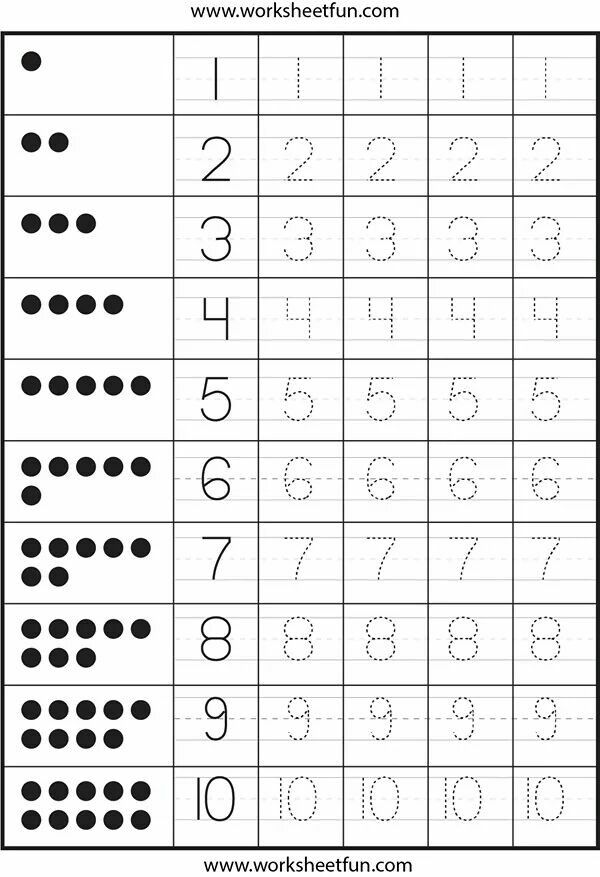 www.worksheetfun.com
1 1 1 1 1
2 2 2 2 2
3 3 3 3 3
4 4 4 4 4
5 5 5 5 5
6 6 6 6 6
7 7 7 7 7
8 8 8 8 8
9 9 9 9 9
10 10 10 10 10
www.worksheetfun.com